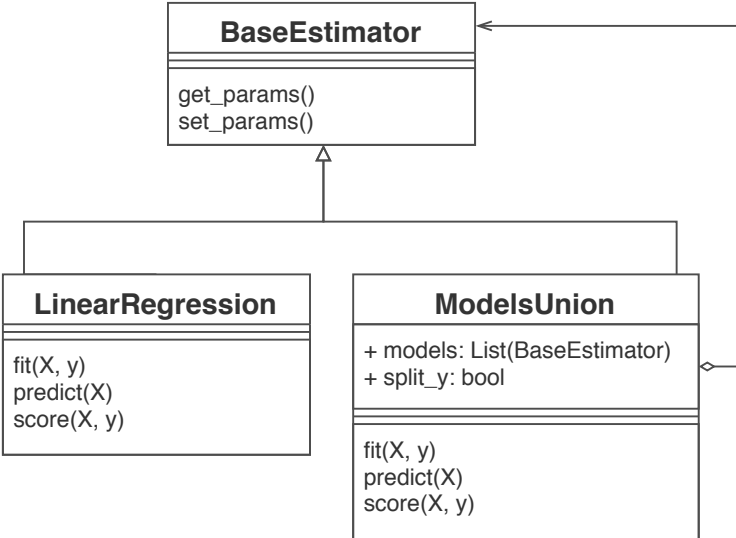 BaseEstimator
get_params()
set_params()
LinearRegression
fit(X, y)
predict(X)
score(X, y)
ModelsUnion
+ models: List(BaseEstimator)
+ split_y: bool
fit(X, y)
predict(X)
score(X, y)